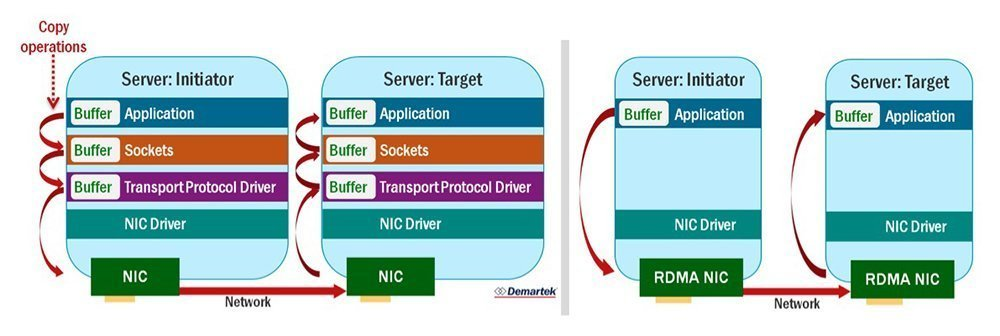 Copy
operations
Server: Initiator
Buffer Application
Buffer Sockets
Buffer Transport Protocol Driver
NIC Driver
NIC
Server: Target
Buffer Application
Buffer Sockets
Buffer Transport Protocol Driver
NIC Driver
NIC
Network
Demartek
Server: Initiator
Buffer Application
NIC Driver
RDMA NIC
Server: Target
Buffer Application
NIC Driver
RDMA NIC
Network